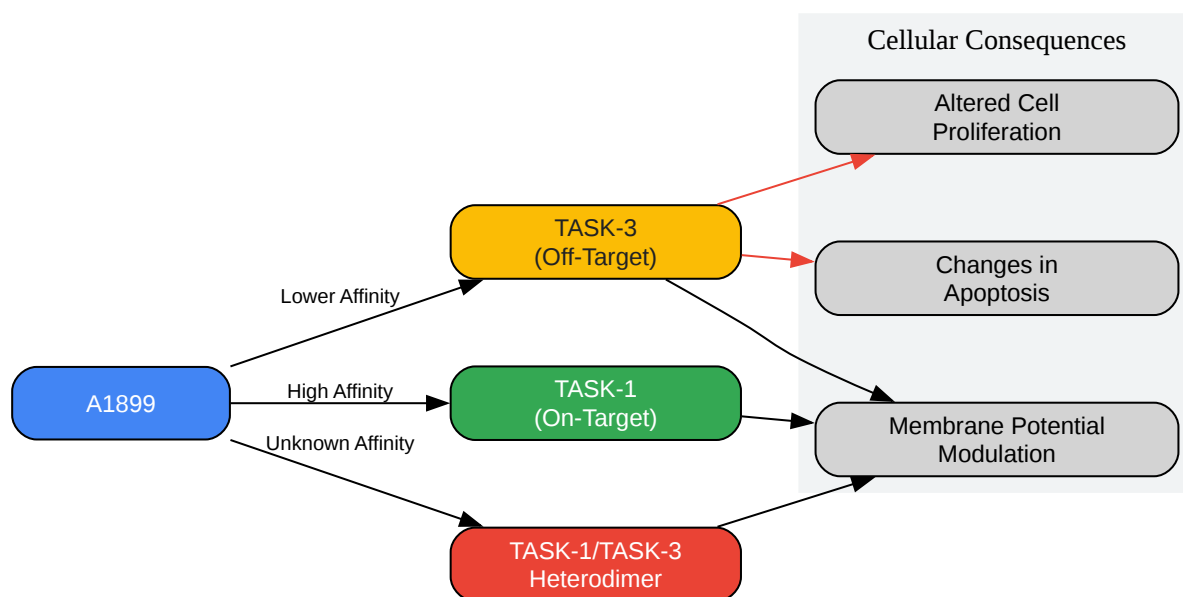 Cellular Consequences
Altered Cell
Proliferation
TASK-3
(Off-Target)
Changes in
Apoptosis
Lower Affinity
A1899
High Affinity
TASK-1
(On-Target)
Unknown Affinity
Membrane Potential
Modulation
TASK-1/TASK-3
Heterodimer